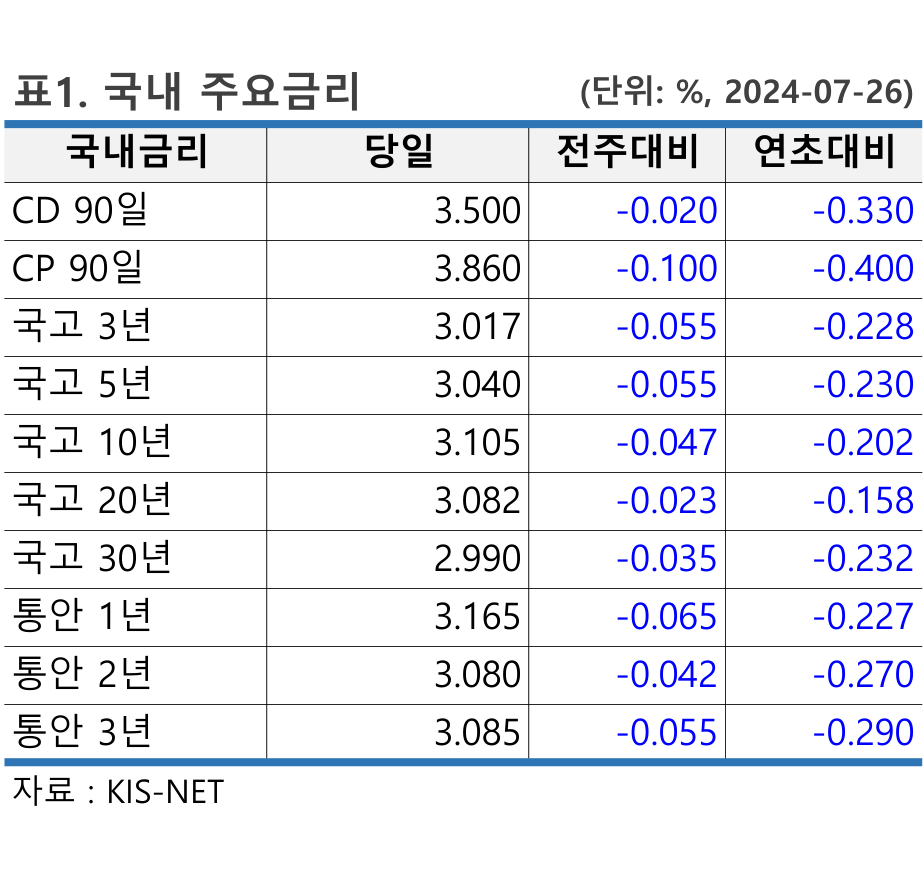 표1. 국내 주요금리 (단위: %, 2024-07-26)
국내금리 당일 전주대비 연초대비
CD 90일 3.500 -0.020 -0.330
CP 90일 3.860 -0.100 -0.400
국고 3년 3.017 -0.055 -0.228
국고 5년 3.040 -0.055 -0.230
국고 10년 3.105 -0.047 -0.202
국고 20년 3.082 -0.023 -0.158
국고 30년 2.990 -0.035 -0.232
통안 1년 3.165 -0.065 -0.227
통안 2년 3.080 -0.042 -0.270
통안 3년 3.085 -0.055 -0.290
자료 : KIS-NET